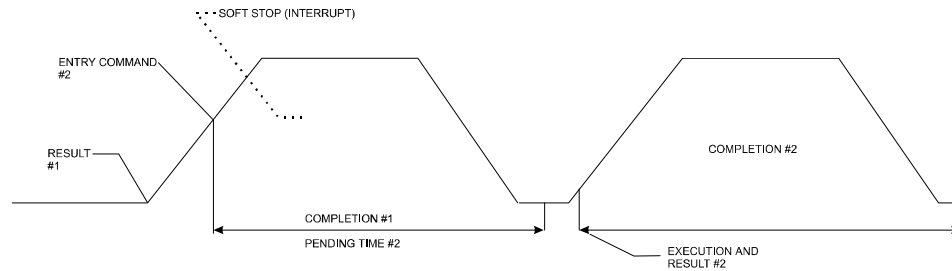 SOFT STOP (INTERRUPT)
ENTRY COMMAND
#2
RESULT
#1
COMPLETION #2
COMPLETION #1
PENDING TIME #2
EXECUTION AND
RESULT #2